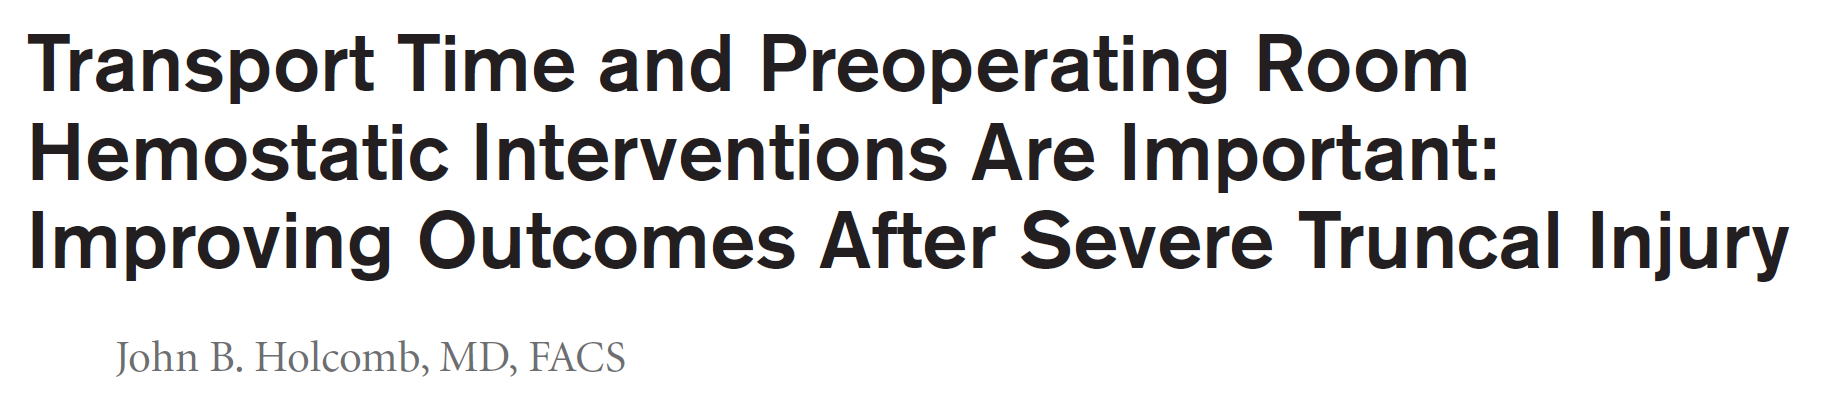 Transport Time and Preoperating Room
Hemostatic Interventions Are Important:
Improving Outcomes After Severe Truncal Injury
John B. Holcomb, MD, FACS